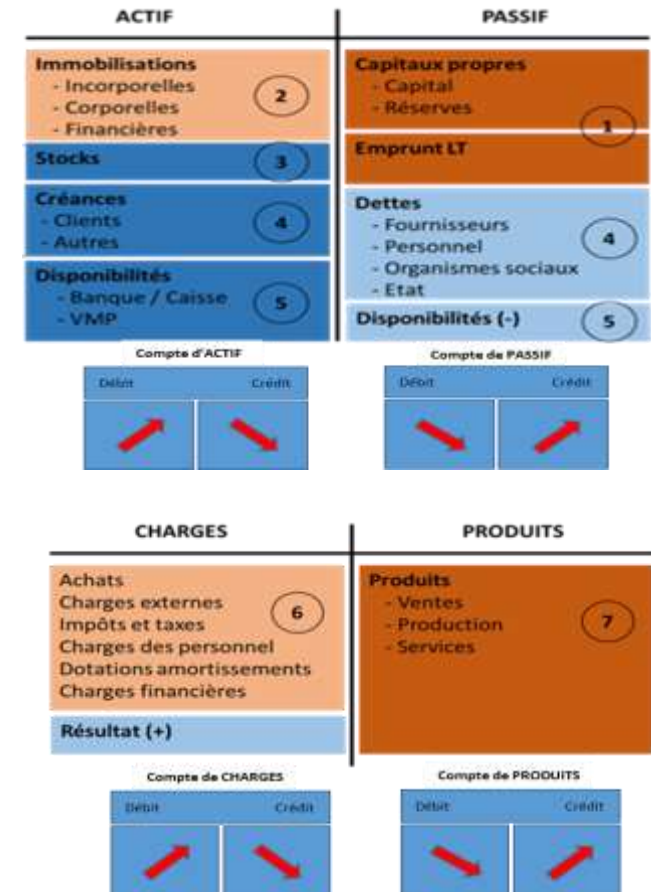 ACTIF
PASSIF
Immobilisations
- Incorporelles
- Corporelles
- Financières
2
Stocks
3
Créances
- Clients
- Autres
4
Disponibilités
- Banque / Caisse
- VMP
5
Capitaux propres
- Capital
- Réserves
1
Emprunt LT
Dettes
- Fournisseurs
- Personnel
- Organismes sociaux
- Etat
4
Disponibilités (-)
5
Compte d'ACTIF
Débit
Crédit
Compte de PASSIF
Débit
Crédit
CHARGES
PRODUITS
Achats
Charges externes
Impôts et taxes
Charges des personnel
Dotations amortissements
Charges financières
6
Résultat (+)
Produits
- Ventes
- Production
- Services
7
Compte de CHARGES
Débit
Crédit
Compte de PRODUITS
Débit
Crédit